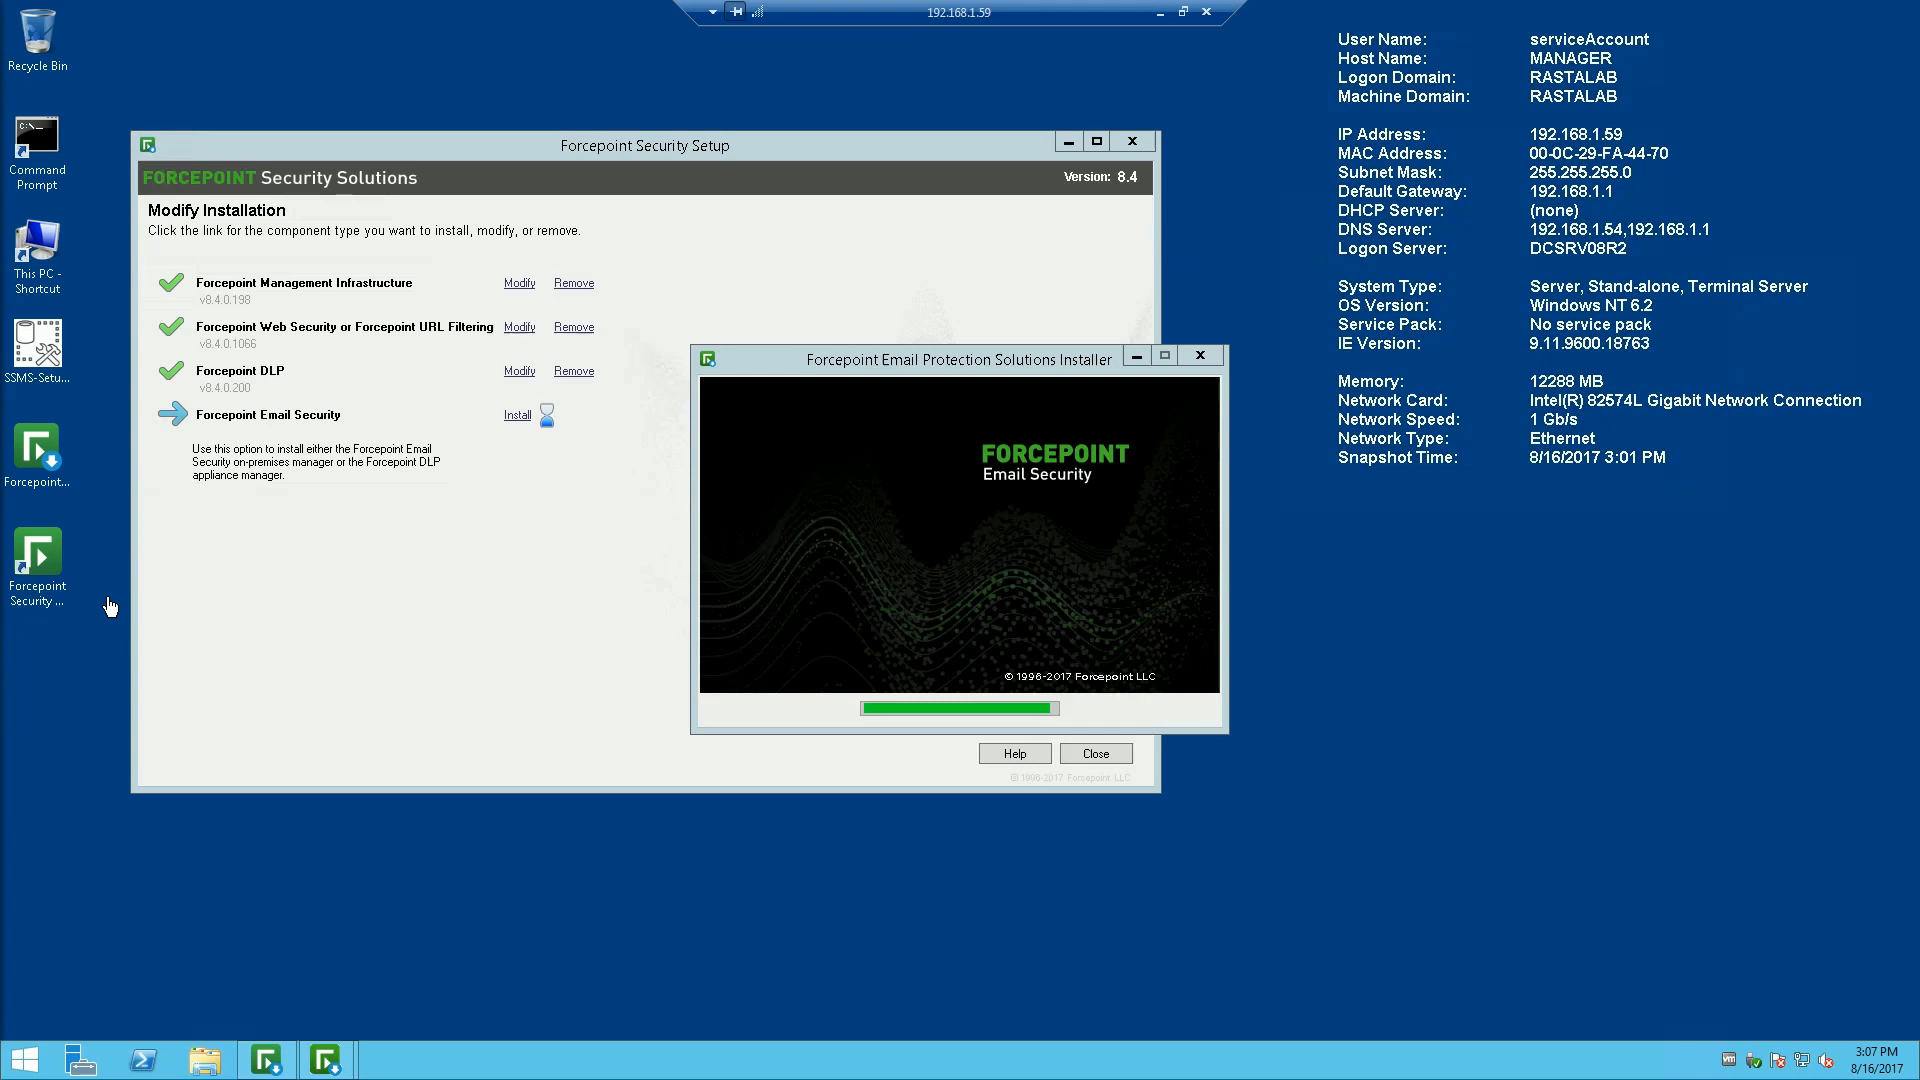 192.168.1.59
Recycle Bin
Command
Prompt
This PC -
Shortcut
SSMS-Setu...
Forcepoint...
Forcepoint
Security ...
Forcepoint Security Setup
FORCEPOINT Security Solutions
Version: 8.4
Modify Installation
Click the link for the component type you want to install, modify, or remove.
Forcepoint Management Infrastructure Modify Remove
v8.4.0.198
Forcepoint Web Security or Forcepoint URL Filtering Modify Remove
v8.4.0.1066
Forcepoint DLP Modify Remove
v8.4.0.200
Forcepoint Email Security Install
Use this option to install either the Forcepoint Email
Security on-premises manager or the Forcepoint DLP
appliance manager.
Help
Close
© 1996-2017 Forcepoint LLC
Forcepoint Email Protection Solutions Installer
FORCEPOINT
Email Security
© 1996-2017 Forcepoint LLC
User Name: serviceAccount
Host Name: MANAGER
Logon Domain: RASTALAB
Machine Domain: RASTALAB
IP Address: 192.168.1.59
MAC Address: 00-0C-29-FA-44-70
Subnet Mask: 255.255.255.0
Default Gateway: 192.168.1.1
DHCP Server: (none)
DNS Server: 192.168.1.54,192.168.1.1
Logon Server: DCSRV08R2
System Type: Server, Stand-alone, Terminal Server
OS Version: Windows NT 6.2
Service Pack: No service pack
IE Version: 9.11.9600.18763
Memory: 12288 MB
Network Card: Intel(R) 82574L Gigabit Network Connection
Network Speed: 1 Gb/s
Network Type: Ethernet
Snapshot Time: 8/16/2017 3:01 PM
3:07 PM
8/16/2017